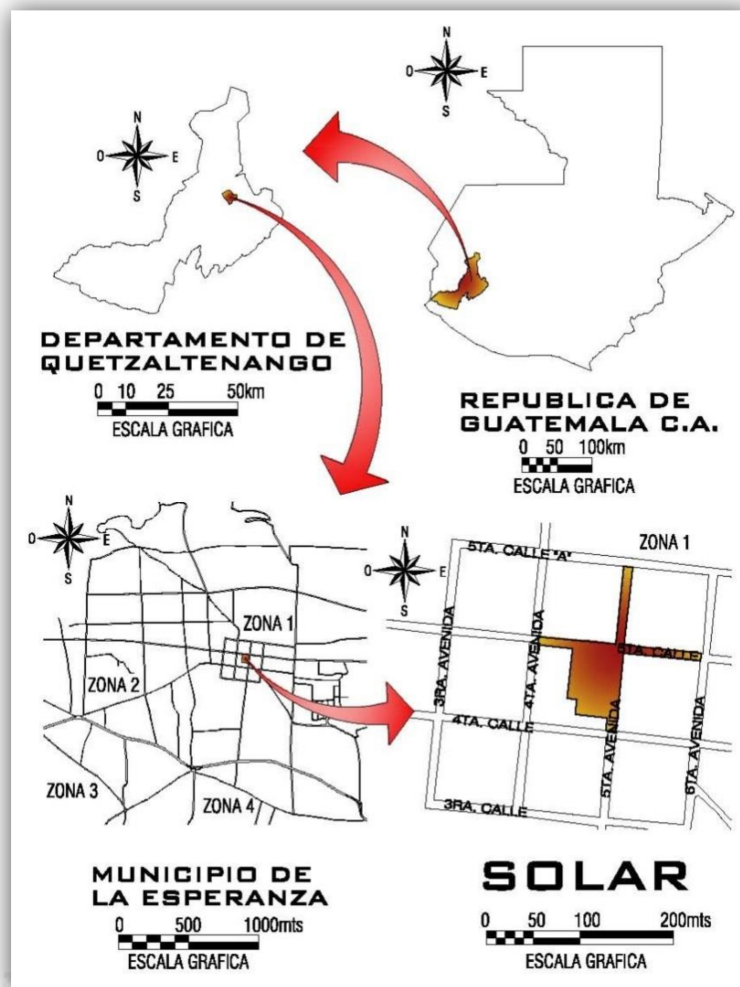 N
O E
S
DEPARTAMENTO DE
QUETZALTENANGO
0 10 25 50km
ESCALA GRAFICA
N
O E
S
REPUBLICA DE
GUATEMALA C.A.
0 50 100km
ESCALA GRAFICA
N
O E
S
ZONA 1
ZONA 2
ZONA 3
ZONA 4
MUNICIPIO DE
LA ESPERANZA
0 500 1000mts
ESCALA GRAFICA
N
O E
S
ZONA 1
5TA. CALLE "A"
3RA. AVENIDA
4TA. AVENIDA
5TA. CALLE
4TA. CALLE
5TA. AVENIDA
6TA. AVENIDA
3RA. CALLE
SOLAR
0 50 100 200mts
ESCALA GRAFICA